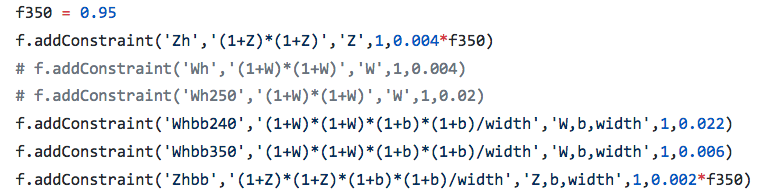 f350 = 0.95
f.addConstraint('Zh','(1+Z)*(1+Z)','Z',1,0.004*f350)
# f.addConstraint('Wh','(1+W)*(1+W)','W',1,0.004)
# f.addConstraint('Wh250','(1+W)*(1+W)','W',1,0.02)
f.addConstraint('Whbb240','(1+W)*(1+W)*(1+b)*(1+b)/width','W,b,width',1,0.022)
f.addConstraint('Whbb350','(1+W)*(1+W)*(1+b)*(1+b)/width','W,b,width',1,0.006)
f.addConstraint('Zhbb','(1+Z)*(1+Z)*(1+b)*(1+b)/width','Z,b,width',1,0.002*f350)